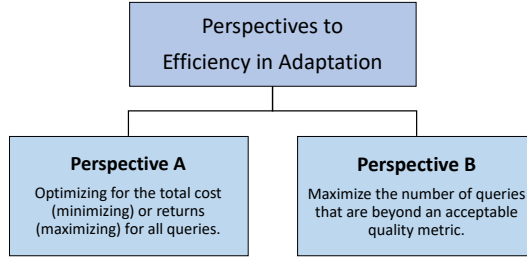 Perspectives to
Efficiency in Adaptation
Perspective A
Optimizing for the total cost
(minimizing) or returns
(maximizing) for all queries.
Perspective B
Maximize the number of queries
that are beyond an acceptable
quality metric.